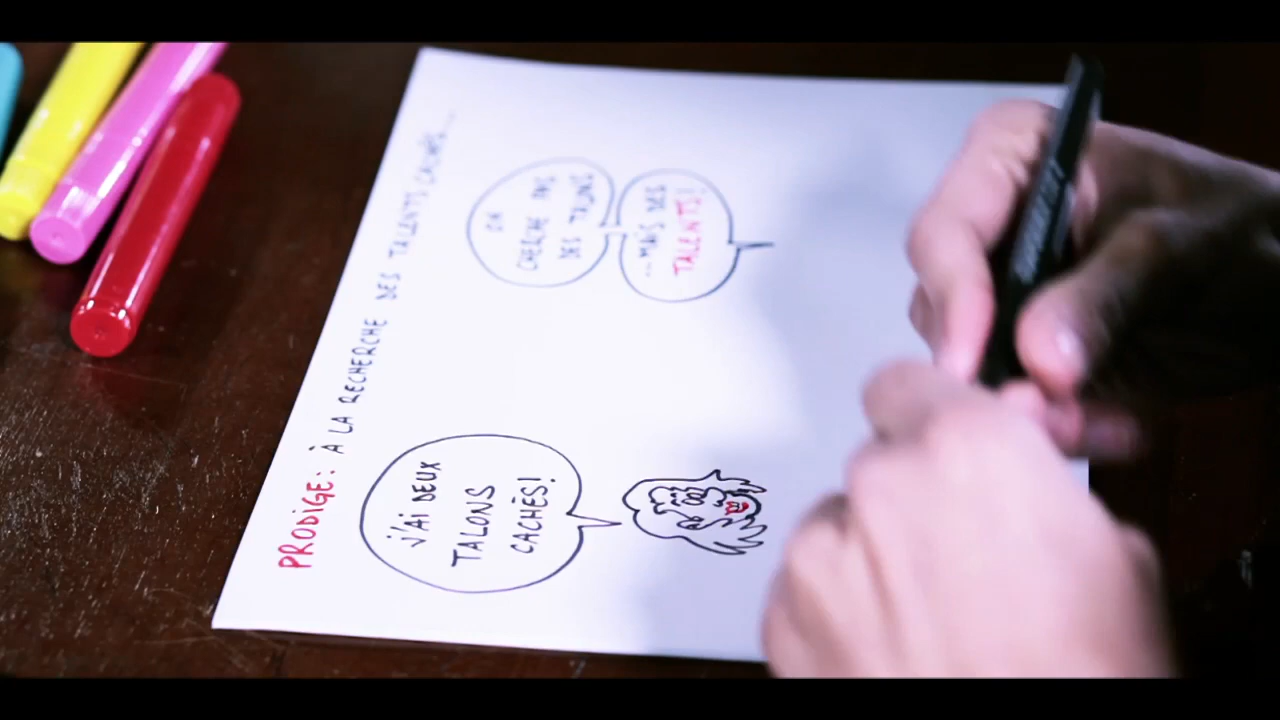 PRODIGE: À LA RECHERCHE DES TALENTS CACHÉS...
J'AI DEUX
TALONS
CACHÉS!
ON
CHERCHE PAS
DES TALONS
...MAIS DES
TALENTS!